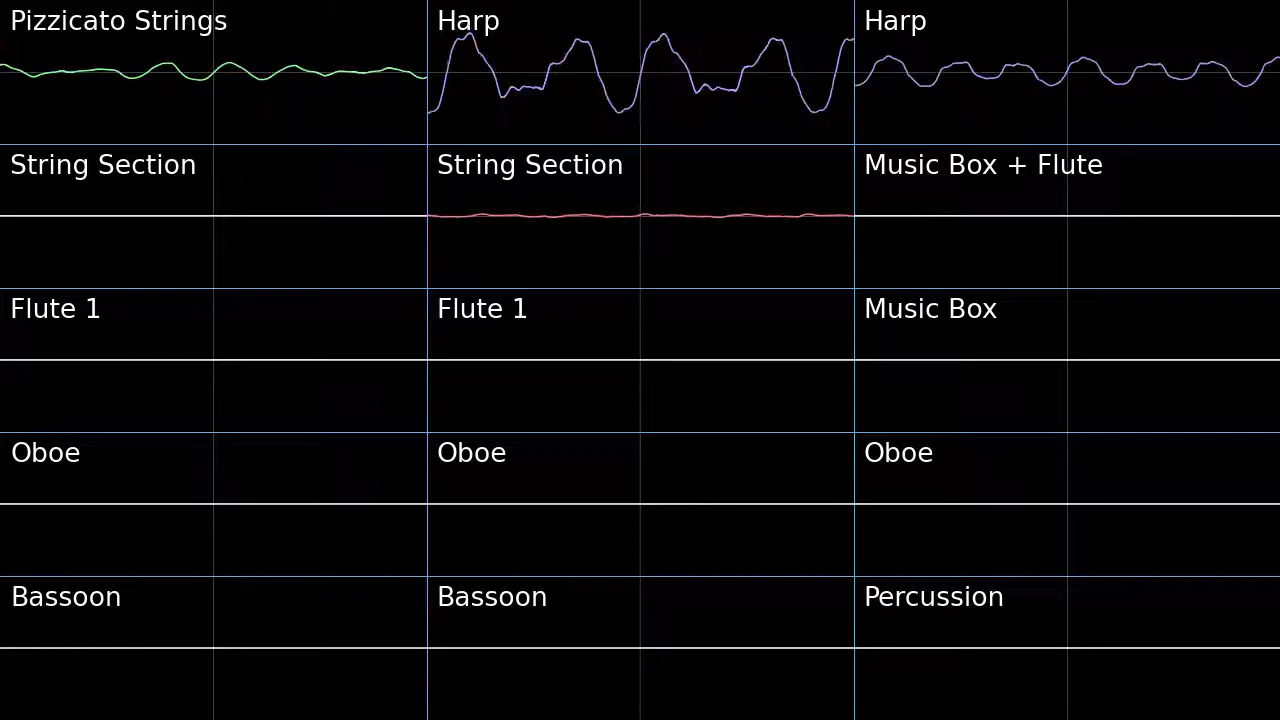 Pizzicato Strings
Harp
Harp
String Section
String Section
Music Box + Flute
Flute 1
Flute 1
Music Box
Oboe
Oboe
Oboe
Bassoon
Bassoon
Percussion